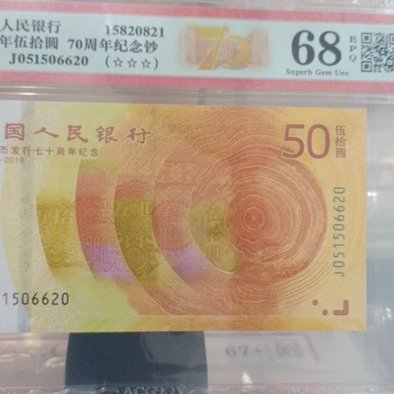 人民银行 15820821
年伍拾圆 70周年纪念钞
J051506620 (☆☆☆)
70
68
EPQ
Superb Gem Unc
国人民银行
币发行七十周年纪念
-2018
50
伍拾圆
J051506620
1506620